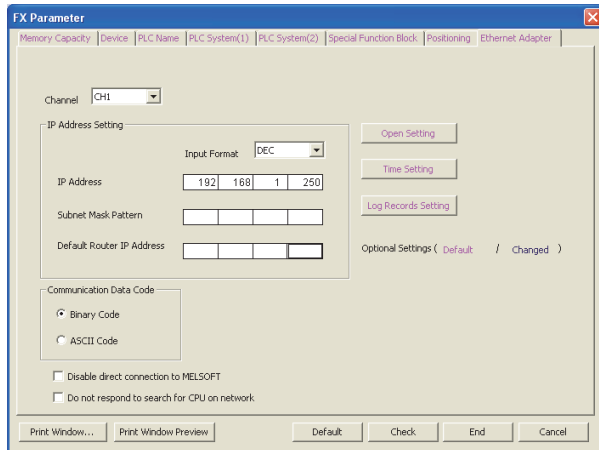 FX Parameter
Memory Capacity Device PLC Name PLC System(1) PLC System(2) Special Function Block Positioning Ethernet Adapter
Channel CH1
IP Address Setting
Input Format DEC
IP Address 192 168 1 250
Subnet Mask Pattern
Default Router IP Address
Open Setting
Time Setting
Log Records Setting
Optional Settings ( Default / Changed )
Communication Data Code
Binary Code
ASCII Code
Disable direct connection to MELSOFT
Do not respond to search for CPU on network
Print Window... Print Window Preview Default Check End Cancel